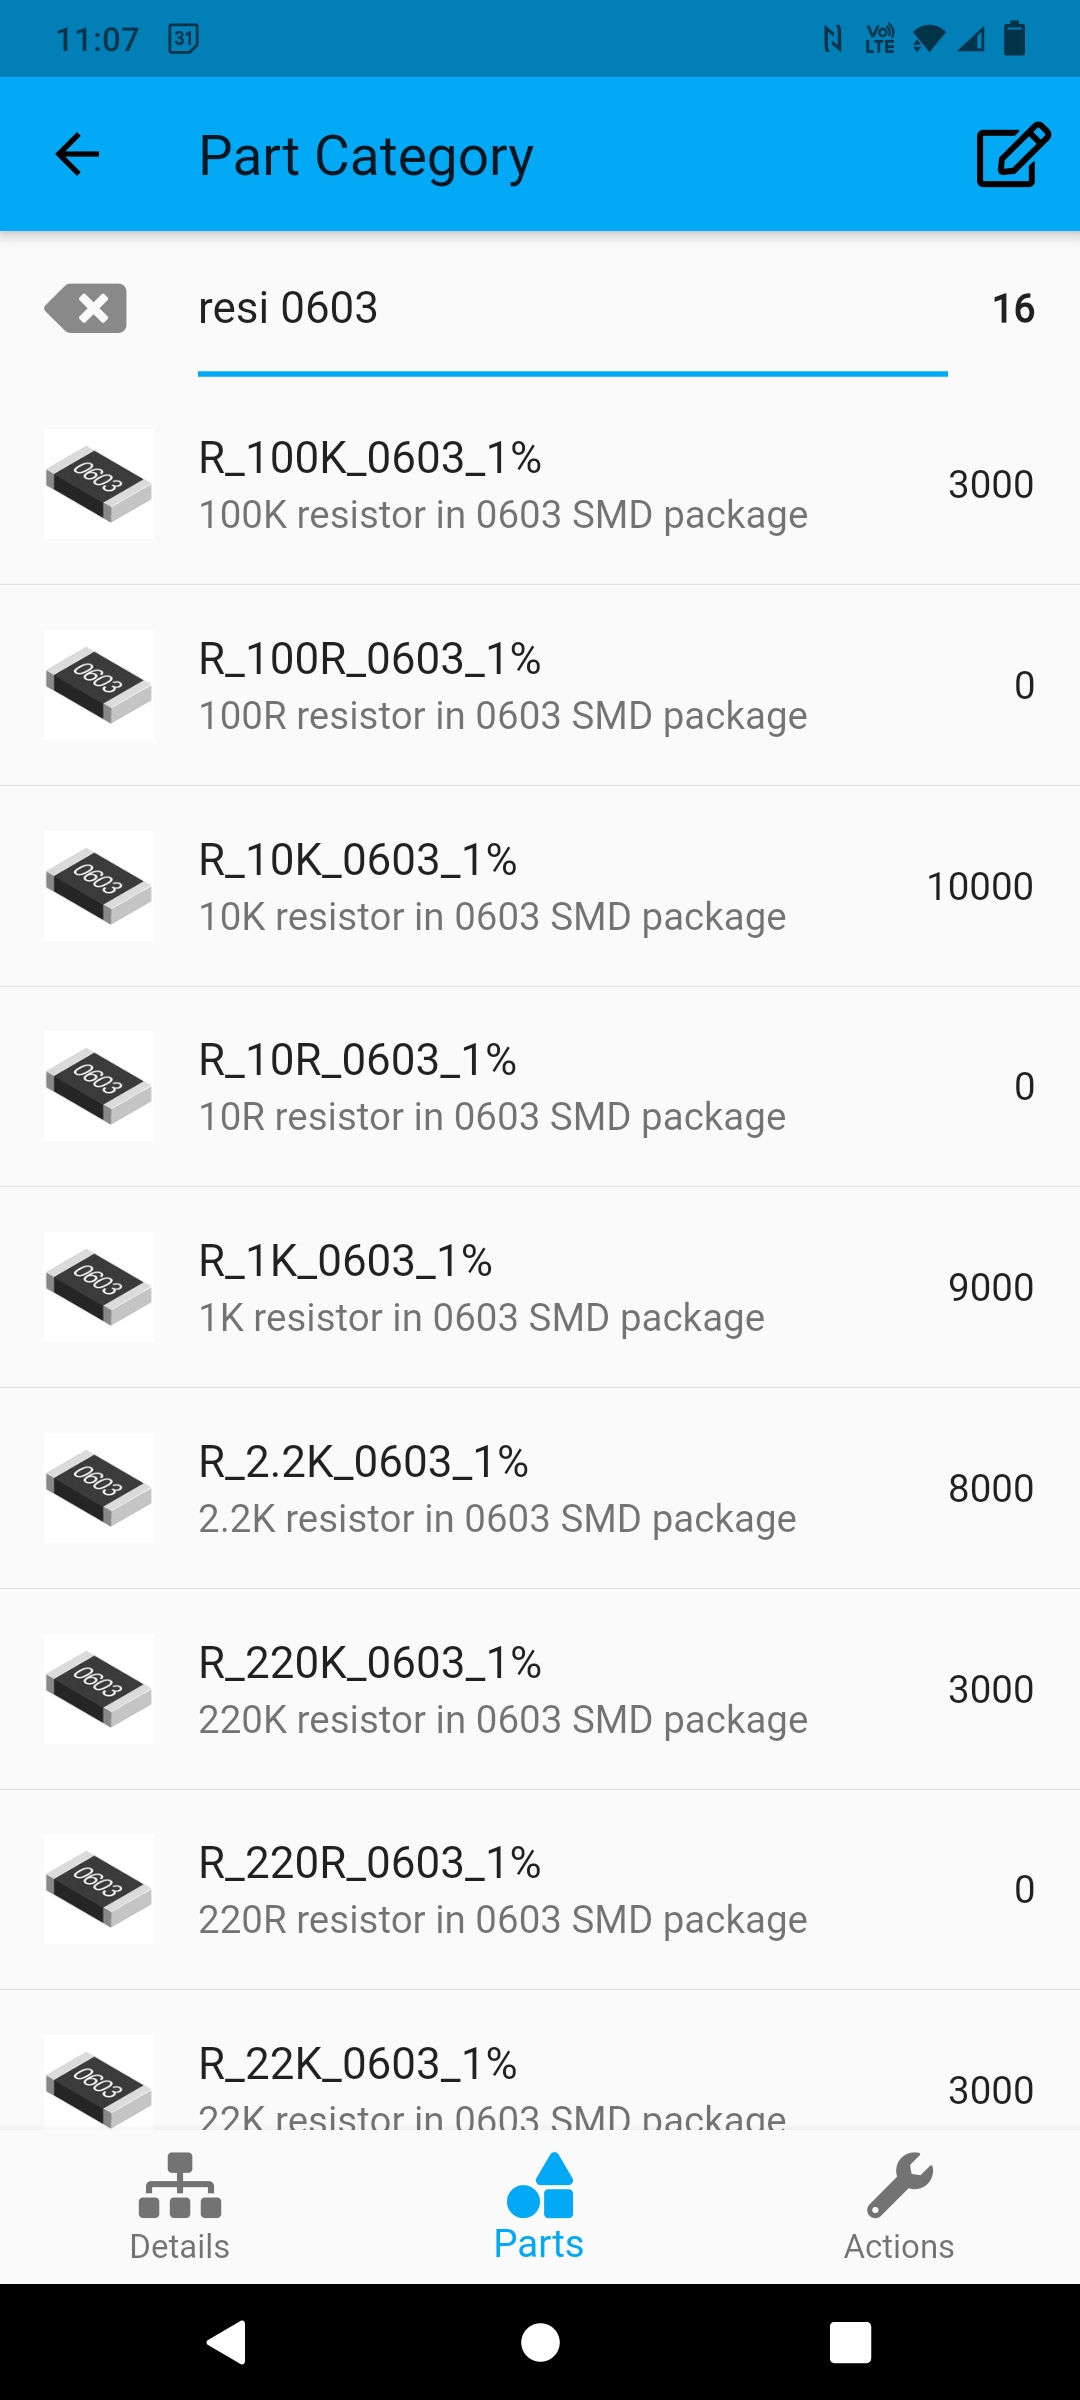 11:07
31
Vo))
LTE
Part Category
resi 0603
16
0603
R_100K_0603_1%
100K resistor in 0603 SMD package
3000
0603
R_100R_0603_1%
100R resistor in 0603 SMD package
0
0603
R_10K_0603_1%
10K resistor in 0603 SMD package
10000
0603
R_10R_0603_1%
10R resistor in 0603 SMD package
0
0603
R_1K_0603_1%
1K resistor in 0603 SMD package
9000
0603
R_2.2K_0603_1%
2.2K resistor in 0603 SMD package
8000
0603
R_220K_0603_1%
220K resistor in 0603 SMD package
3000
0603
R_220R_0603_1%
220R resistor in 0603 SMD package
0
0603
R_22K_0603_1%
22K resistor in 0603 SMD package
3000
Details
Parts
Actions